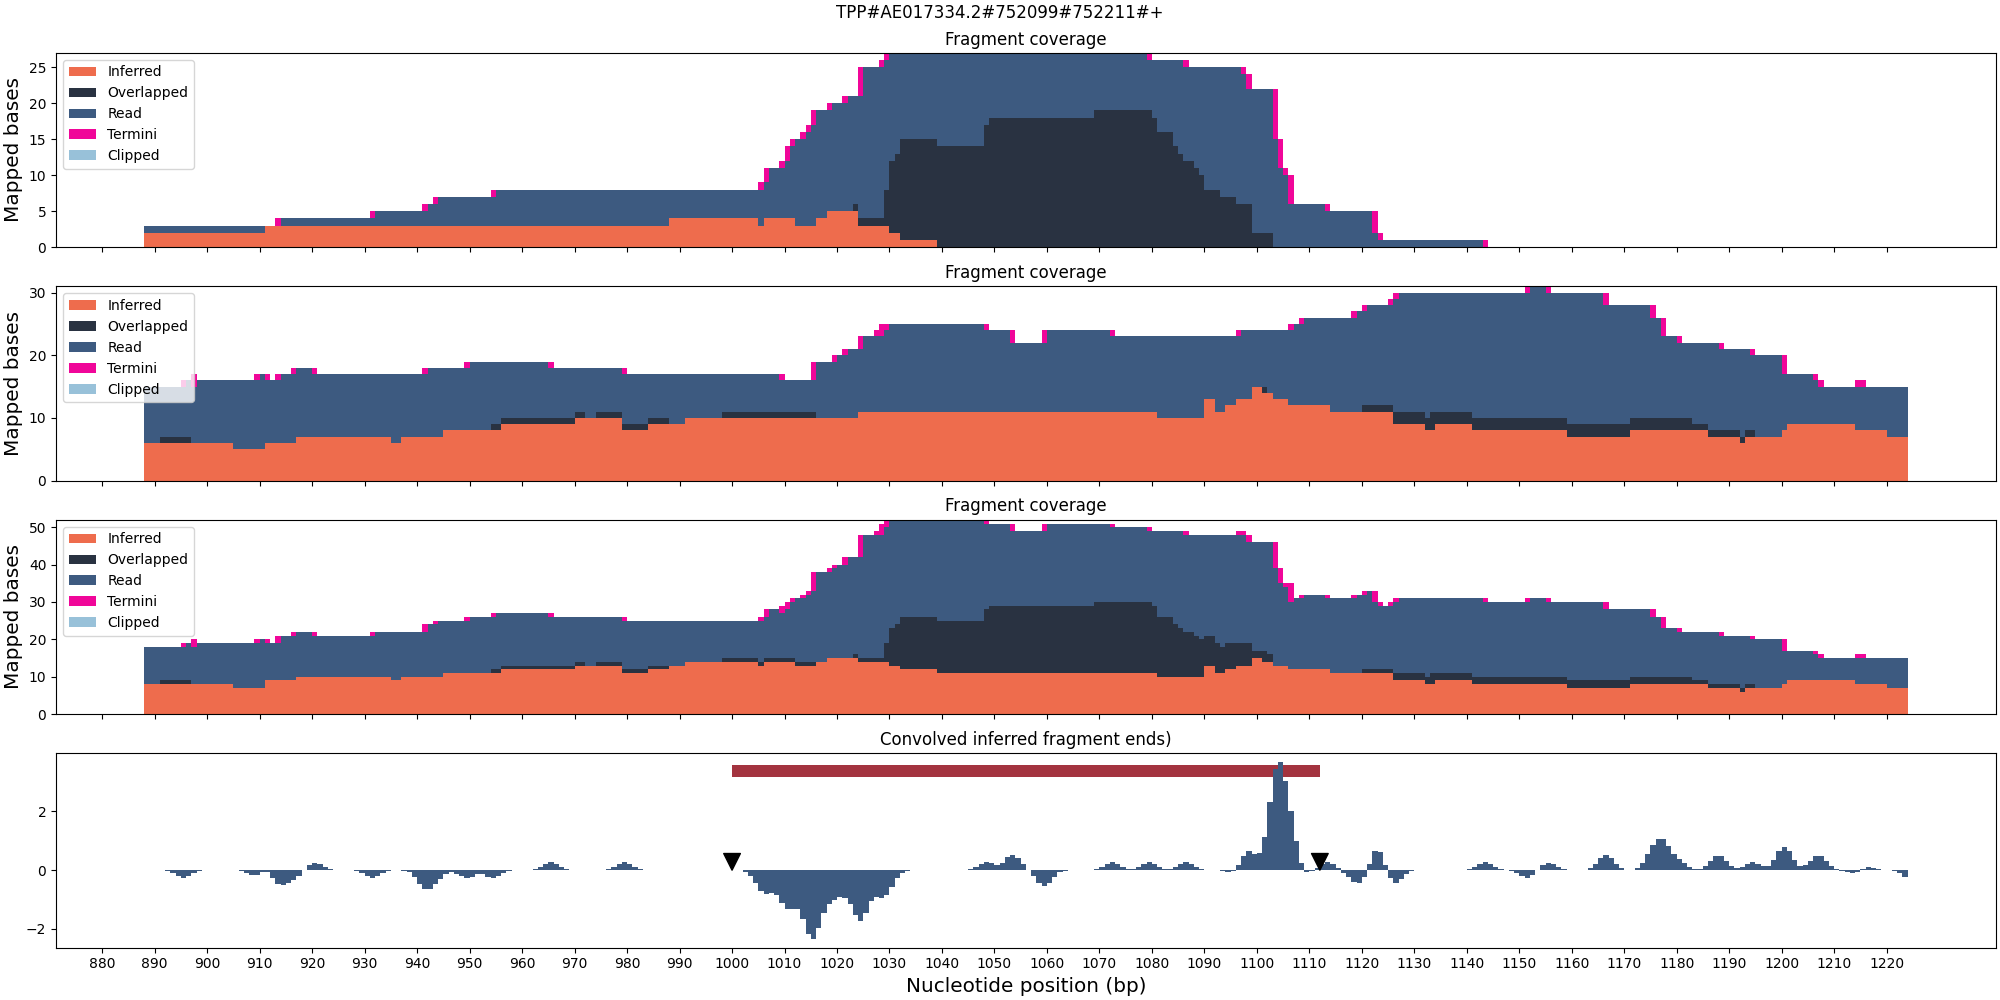 TPP#AE017334.2#752099#752211#+
Fragment coverage
Mapped bases
25
20
15
10
5
0
Inferred
Overlapped
Read
Termini
Clipped
Fragment coverage
Mapped bases
30
20
10
0
Inferred
Overlapped
Read
Termini
Clipped
Fragment coverage
Mapped bases
50
40
30
20
10
0
Inferred
Overlapped
Read
Termini
Clipped
Convolved inferred fragment ends)
2
0
−2
880 890 900 910 920 930 940 950 960 970 980 990 1000 1010 1020 1030 1040 1050 1060 1070 1080 1090 1100 1110 1120 1130 1140 1150 1160 1170 1180 1190 1200 1210 1220
Nucleotide position (bp)